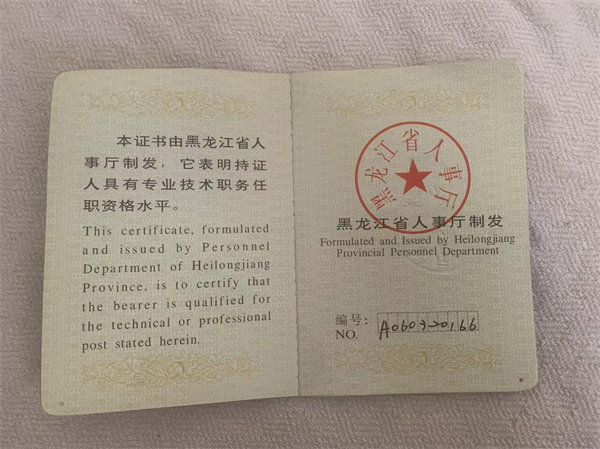 本证书由黑龙江省人
事厅制发，它表明持证
人具有专业技术职务任
职资格水平。
This certificate, formulated
and issued by Personnel
Department of Heilongjiang
Province, is to certify that
the bearer is qualified for
the technical or professional
post stated herein.
黑龙江省人事厅
黑龙江省人事厅制发
Formulated and Issued by Heilongjiang
Provincial Personnel Department
编号：
NO.